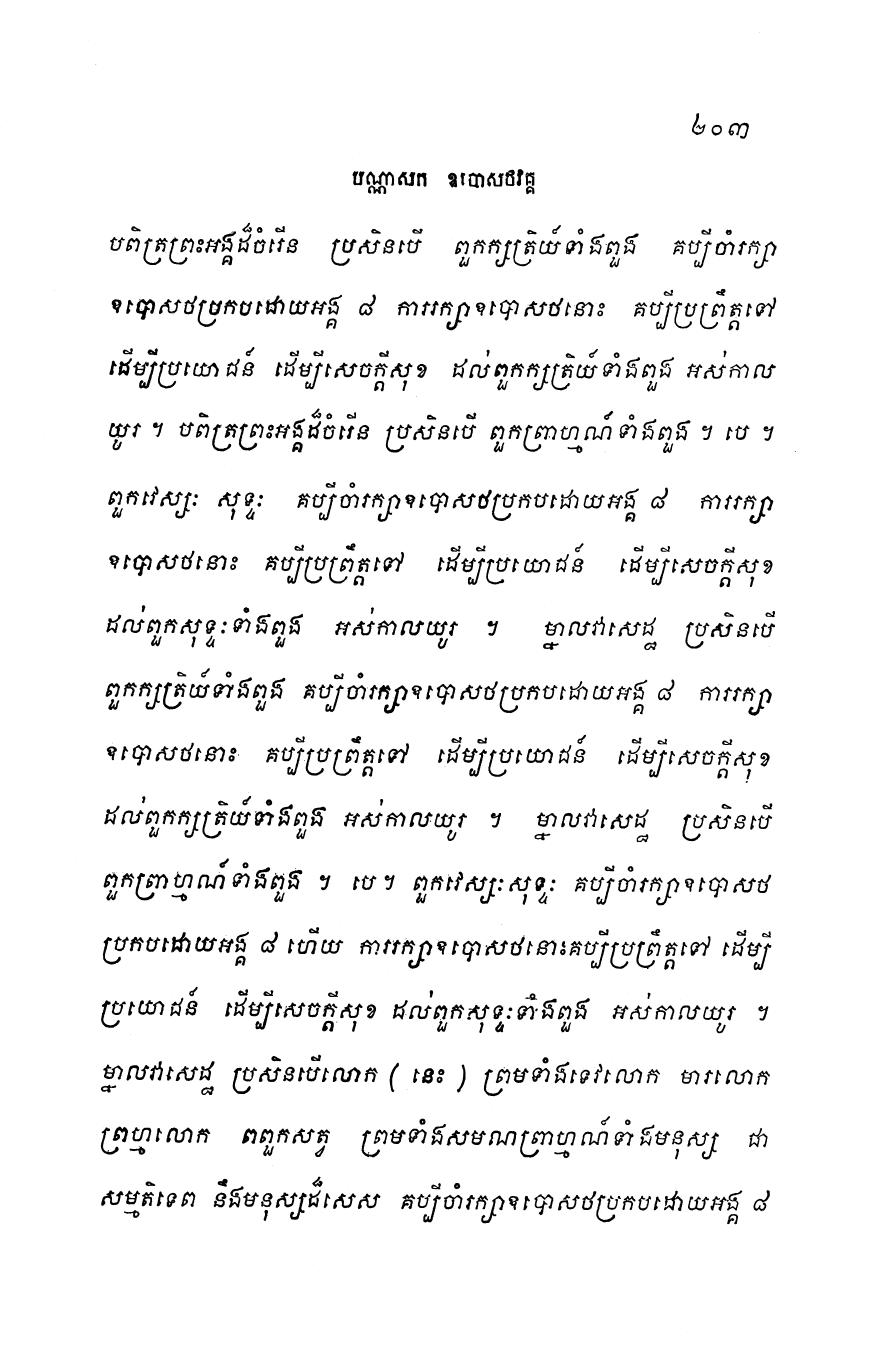 ២០៣
បណ្ណាសក ឧបោសថវគ្គ
បពិត្រព្រះអង្គដ៏ចំរើន ប្រសិនបើ ពួកក្សត្រិយ៍ទាំងពួង គប្បីចាំរក្សា
ឧបោសថប្រកបដោយអង្គ ៨ ការរក្សាឧបោសថនោះ គប្បីប្រព្រឹត្តទៅ
ដើម្បីប្រយោជន៍ ដើម្បីសេចក្តីសុខ ដល់ពួកក្សត្រិយ៍ទាំងពួង អស់កាល
យូរ ។ បពិត្រព្រះអង្គដ៏ចំរើន ប្រសិនបើ ពួកព្រាហ្មណ៍ទាំងពួង ។ បេ ។
ពួកវេស្សៈ សុទ្ទៈ គប្បីចាំរក្សាឧបោសថប្រកបដោយអង្គ ៨ ការរក្សា
ឧបោសថនោះ គប្បីប្រព្រឹត្តទៅ ដើម្បីប្រយោជន៍ ដើម្បីសេចក្តីសុខ
ដល់ពួកសុទ្ទៈទាំងពួង អស់កាលយូរ ។ ម្នាលវាសេដ្ឋ ប្រសិនបើ
ពួកក្សត្រិយ៍ទាំងពួង គប្បីចាំរក្សាឧបោសថប្រកបដោយអង្គ ៨ ការរក្សា
ឧបោសថនោះ គប្បីប្រព្រឹត្តទៅ ដើម្បីប្រយោជន៍ ដើម្បីសេចក្តីសុខ
ដល់ពួកក្សត្រិយ៍ទាំងពួង អស់កាលយូរ ។ ម្នាលវាសេដ្ឋ ប្រសិនបើ
ពួកព្រាហ្មណ៍ទាំងពួង ។ បេ ។ ពួកវេស្សៈសុទ្ទៈ គប្បីចាំរក្សាឧបោសថ
ប្រកបដោយអង្គ ៨ ហើយ ការរក្សាឧបោសថនោះគប្បីប្រព្រឹត្តទៅ ដើម្បី
ប្រយោជន៍ ដើម្បីសេចក្តីសុខ ដល់ពួកសុទ្ទៈទាំងពួង អស់កាលយូរ ។
ម្នាលវាសេដ្ឋ ប្រសិនបើលោក ( នេះ ) ព្រមទាំងទេវលោក មារលោក
ព្រហ្មលោក ពពួកសត្វ ព្រមទាំងសមណព្រាហ្មណ៍ទាំងមនុស្ស ជា
សម្មតិទេព នឹងមនុស្សដ៏សេស គប្បីចាំរក្សាឧបោសថប្រកបដោយអង្គ ៨